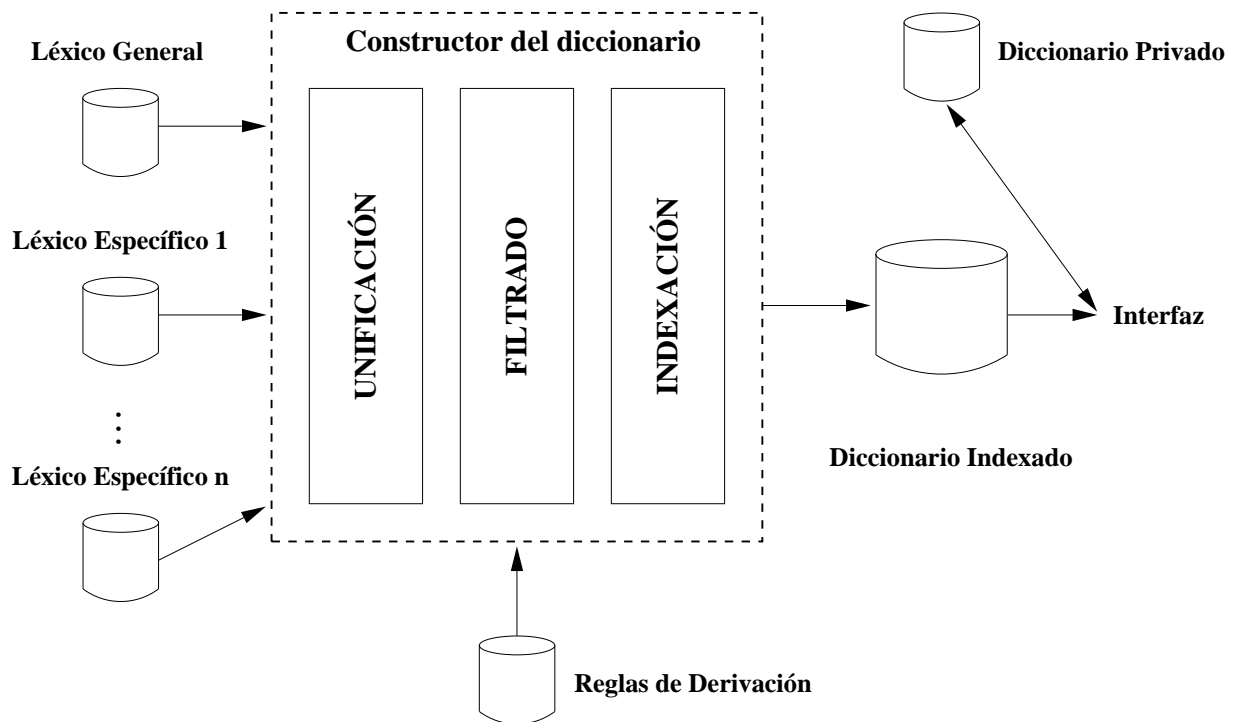 Constructor del diccionario
Léxico General
Diccionario Privado
UNIFICACIÓN
FILTRADO
INDEXACIÓN
Léxico Específico 1
Interfaz
Diccionario Indexado
Léxico Específico n
Reglas de Derivación